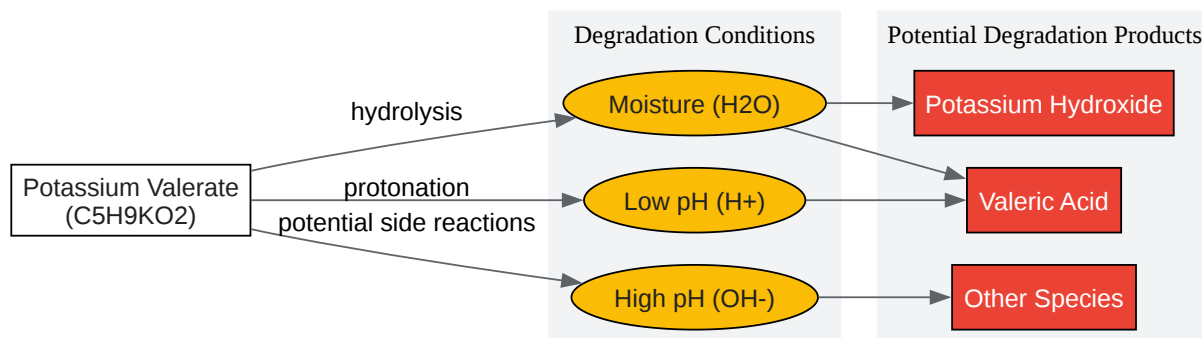 Degradation Conditions
Potential Degradation Products
hydrolysis
Moisture (H2O)
Potassium Hydroxide
Potassium Valerate
(C5H9KO2)
protonation
Low pH (H+)
Valeric Acid
potential side reactions
High pH (OH-)
Other Species